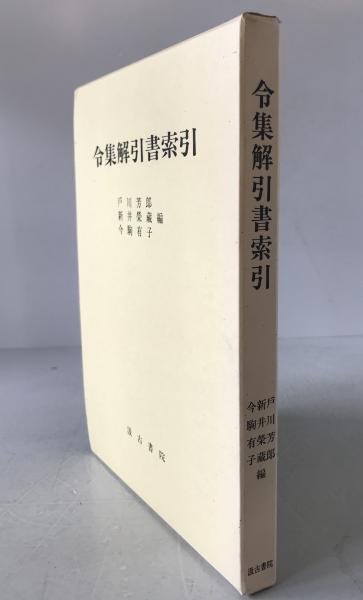 令集解引書索引
戸川芳郎
新井榮蔵 編
今駒有子
汲古書院
令集解引書索引
戸川芳郎
新井榮蔵 編
今駒有子
汲古書院